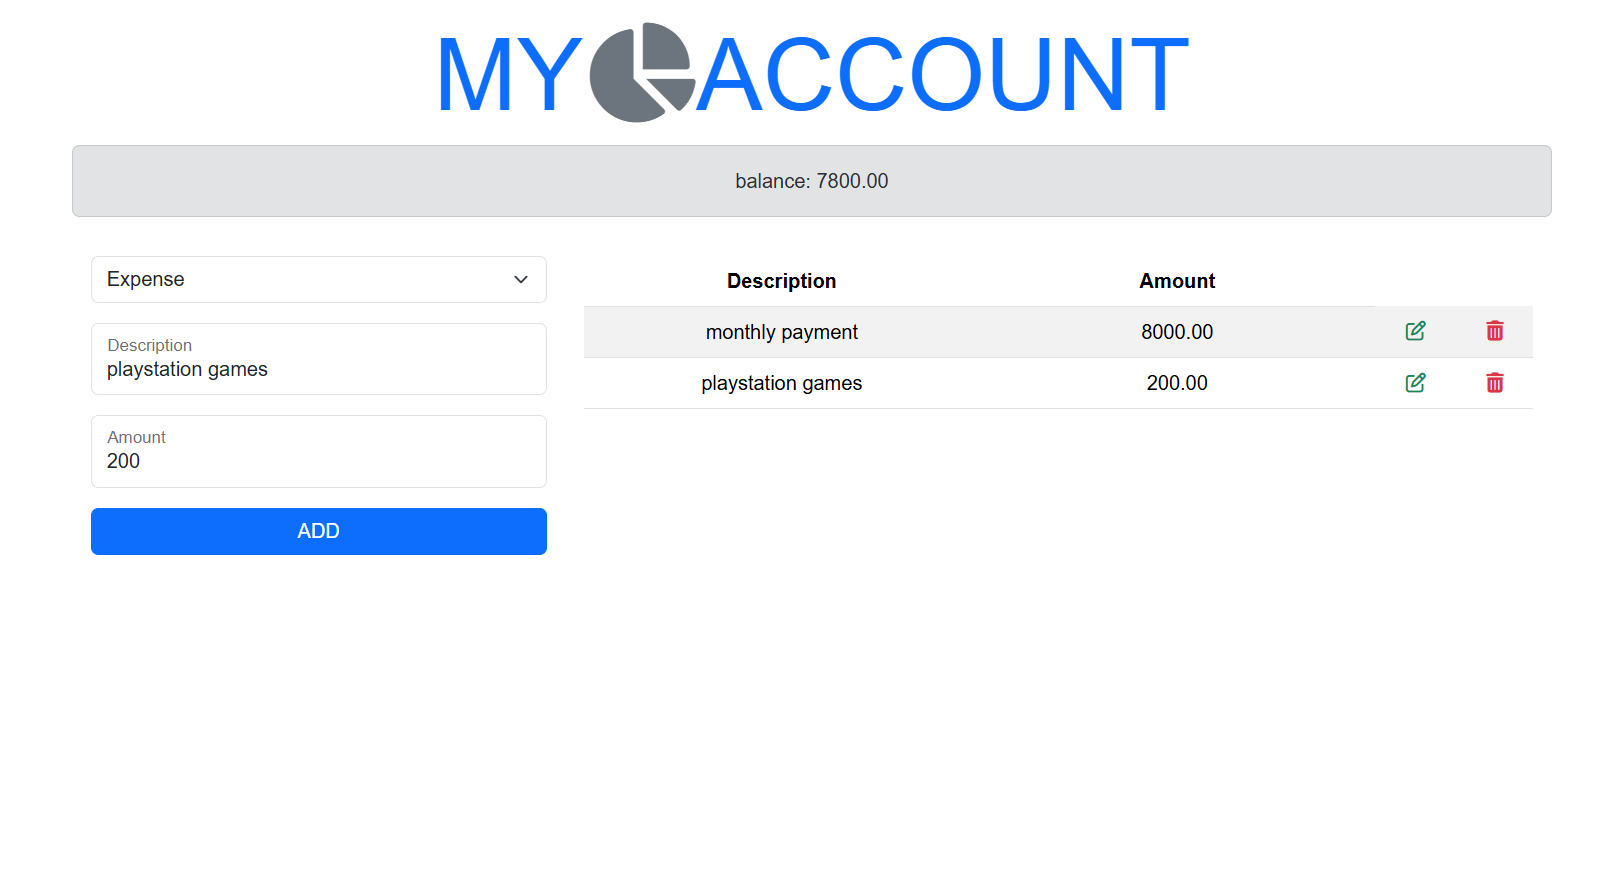 MY ACCOUNT
balance: 7800.00
Expense
Description
playstation games
Amount
200
ADD
Description Amount
monthly payment 8000.00
playstation games 200.00